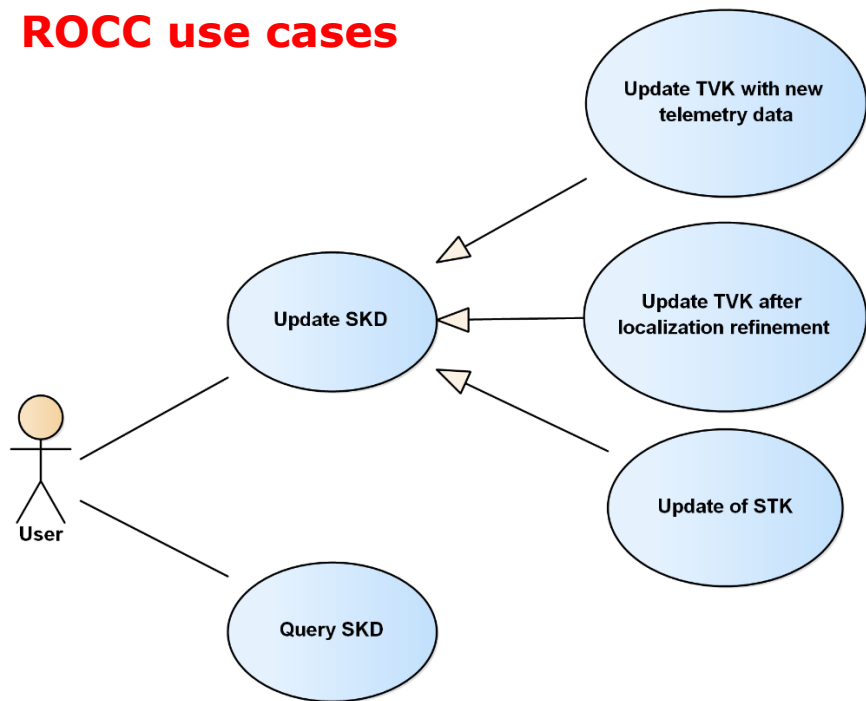 ROCC use cases
Update TVK with new
telemetry data
Update SKD
Update TVK after
localization refinement
User
Update of STK
Query SKD